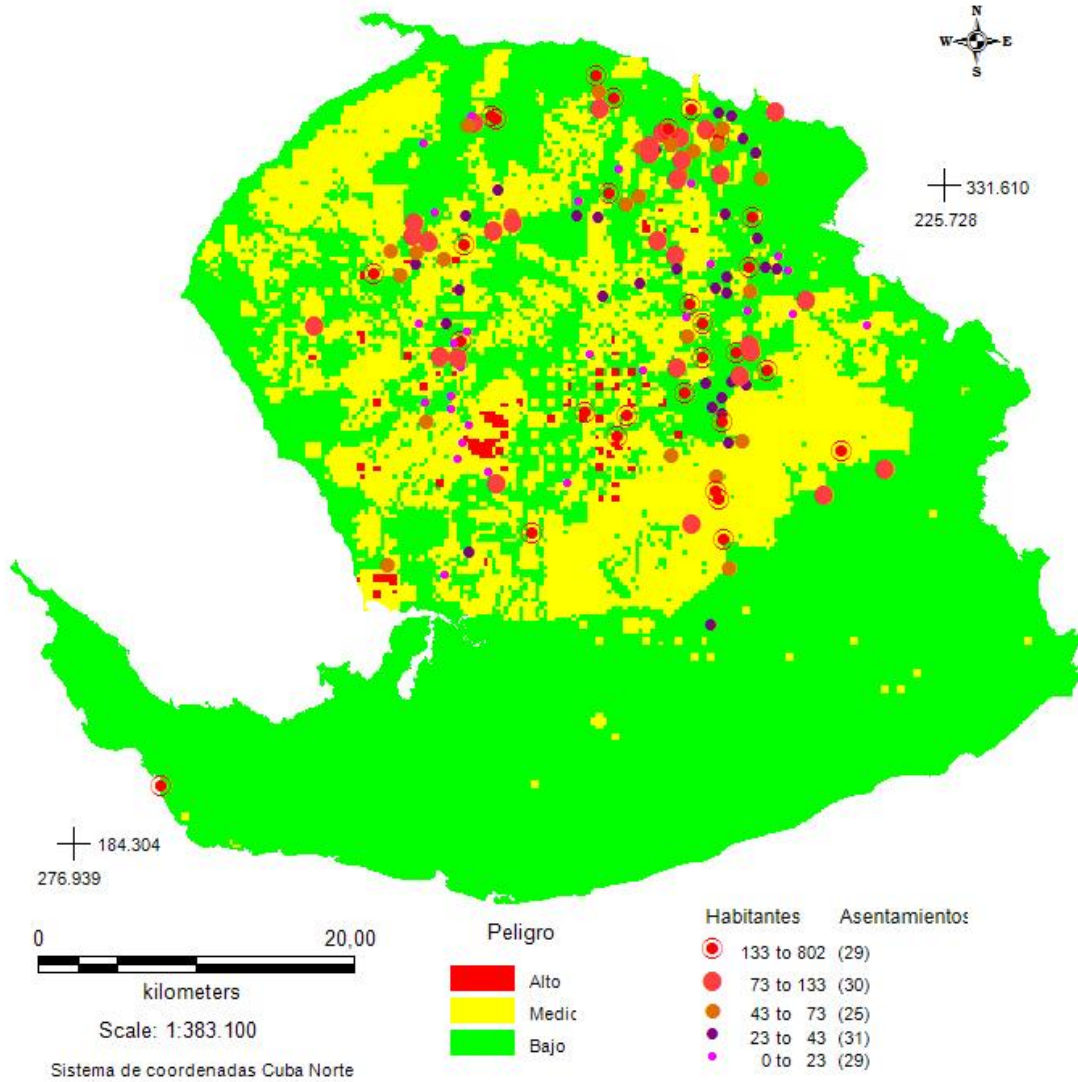 N
W E
S
331.610
225.728
184.304
276.939
0 20,00
kilometers
Scale: 1:383.100
Sistema de coordenadas Cuba Norte
Peligro
Alto
Medic
Bajo
Habitantes Asentamientos
133 to 802 (29)
73 to 133 (30)
43 to 73 (25)
23 to 43 (31)
0 to 23 (29)